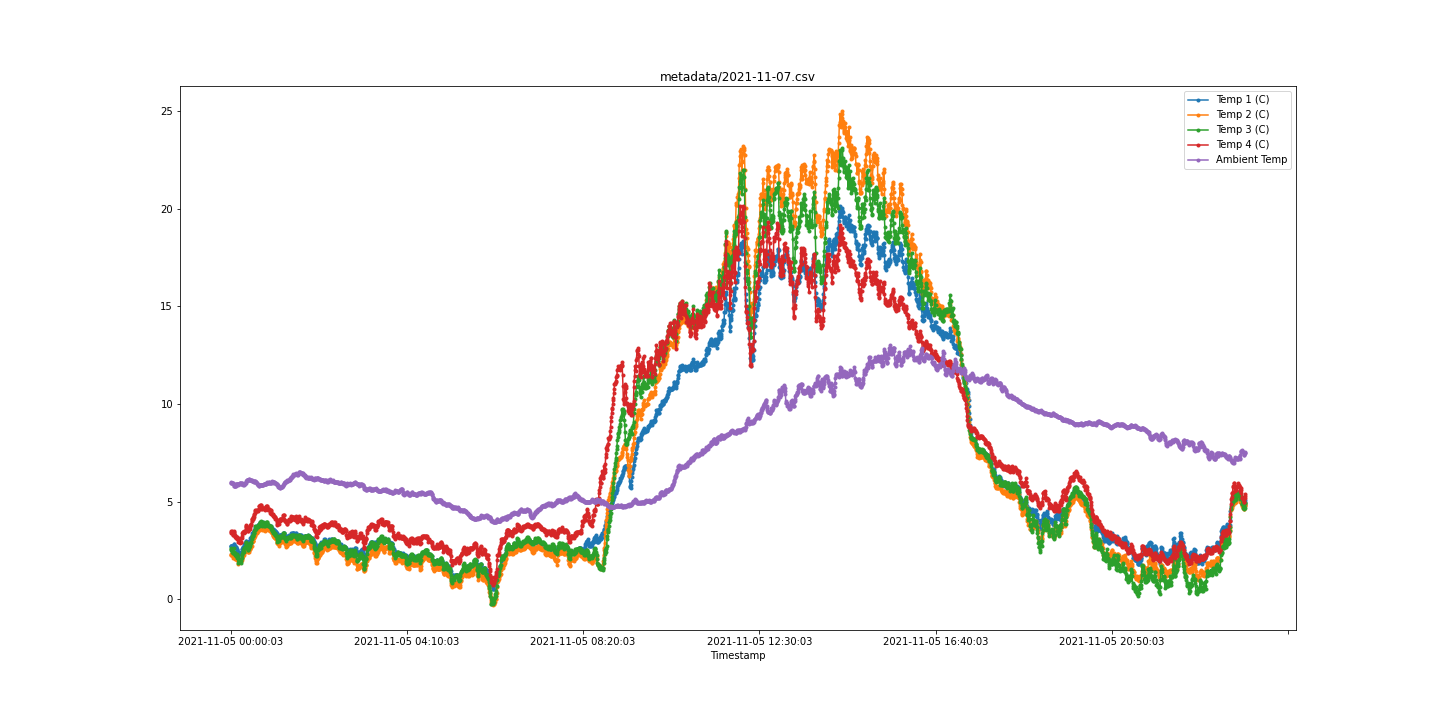 metadata/2021-11-07.csv
Temp 1 (C)
Temp 2 (C)
Temp 3 (C)
Temp 4 (C)
Ambient Temp
25
20
15
10
5
0
2021-11-05 00:00:03
2021-11-05 04:10:03
2021-11-05 08:20:03
2021-11-05 12:30:03
2021-11-05 16:40:03
2021-11-05 20:50:03
Timestamp